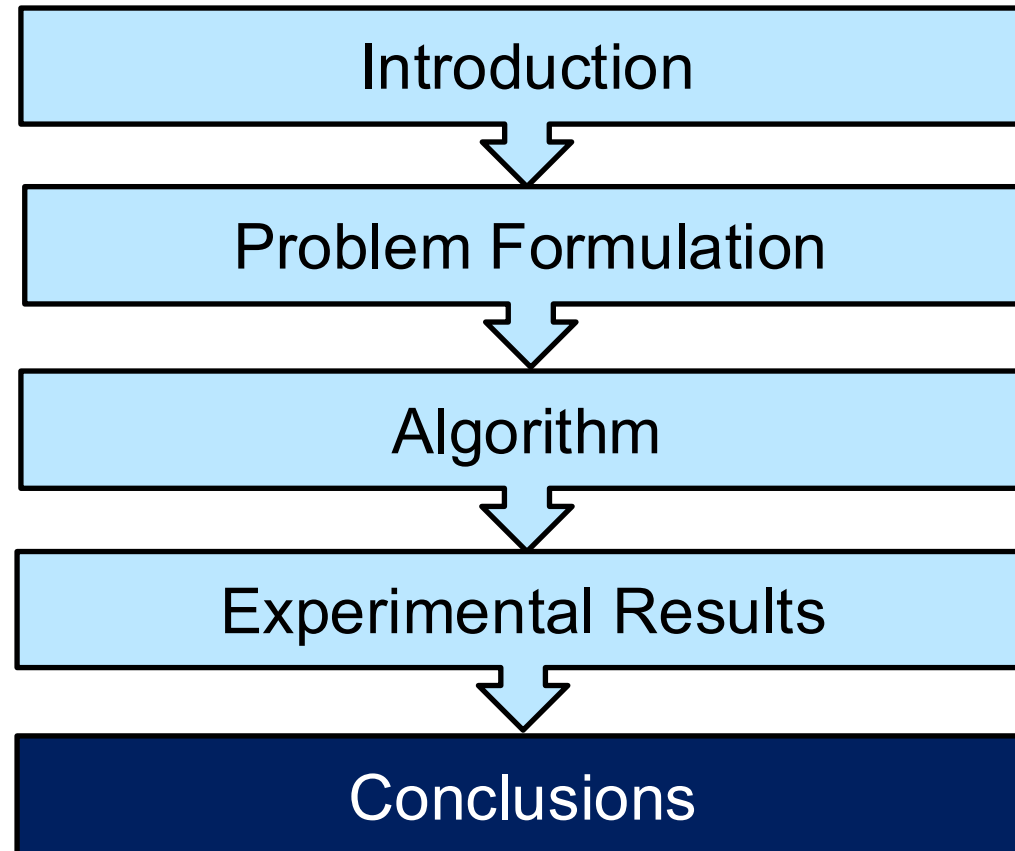 Introduction
Problem Formulation
Algorithm
Experimental Results
Conclusions